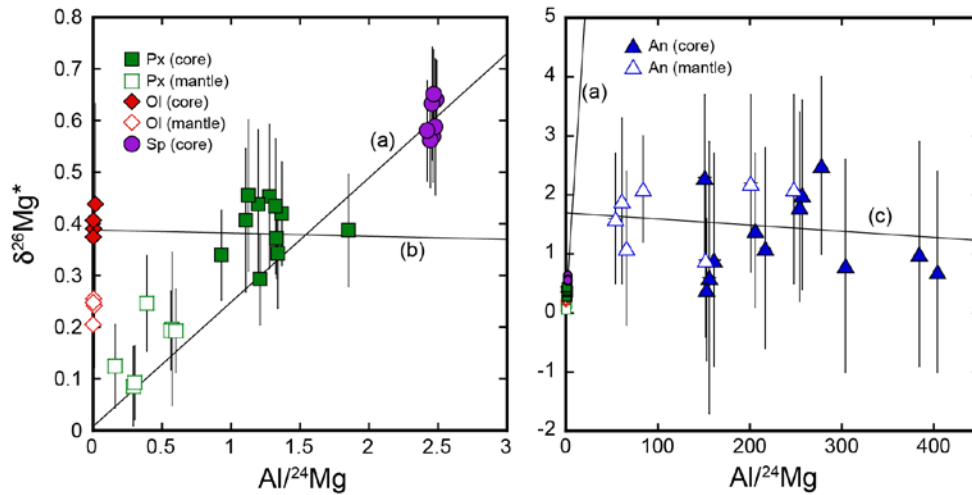 0.8
0.7
0.6
0.5
0.4
0.3
0.2
0.1
0
δ²⁶Mg*
Px (core)
Px (mantle)
Ol (core)
Ol (mantle)
Sp (core)
(a)
(b)
0 0.5 1 1.5 2 2.5 3
Al/²⁴Mg
5
4
3
2
1
0
-1
-2
An (core)
An (mantle)
(a)
(c)
0 100 200 300 400
Al/²⁴Mg